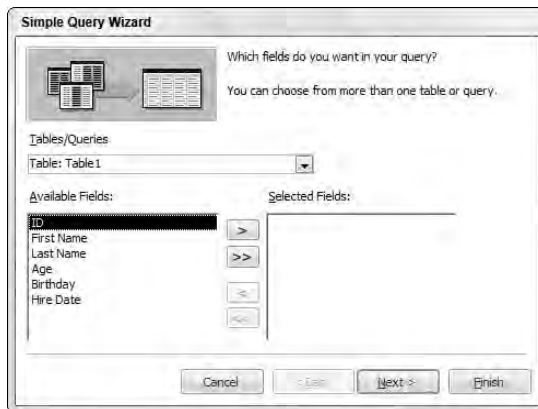 Simple Query Wizard
Which fields do you want in your query?
You can choose from more than one table or query.
Tables/Queries
Table: Table1
Available Fields:
Selected Fields:
ID
First Name
Last Name
Age
Birthday
Hire Date
>
>>
<
<<
Cancel
Next >
Finish